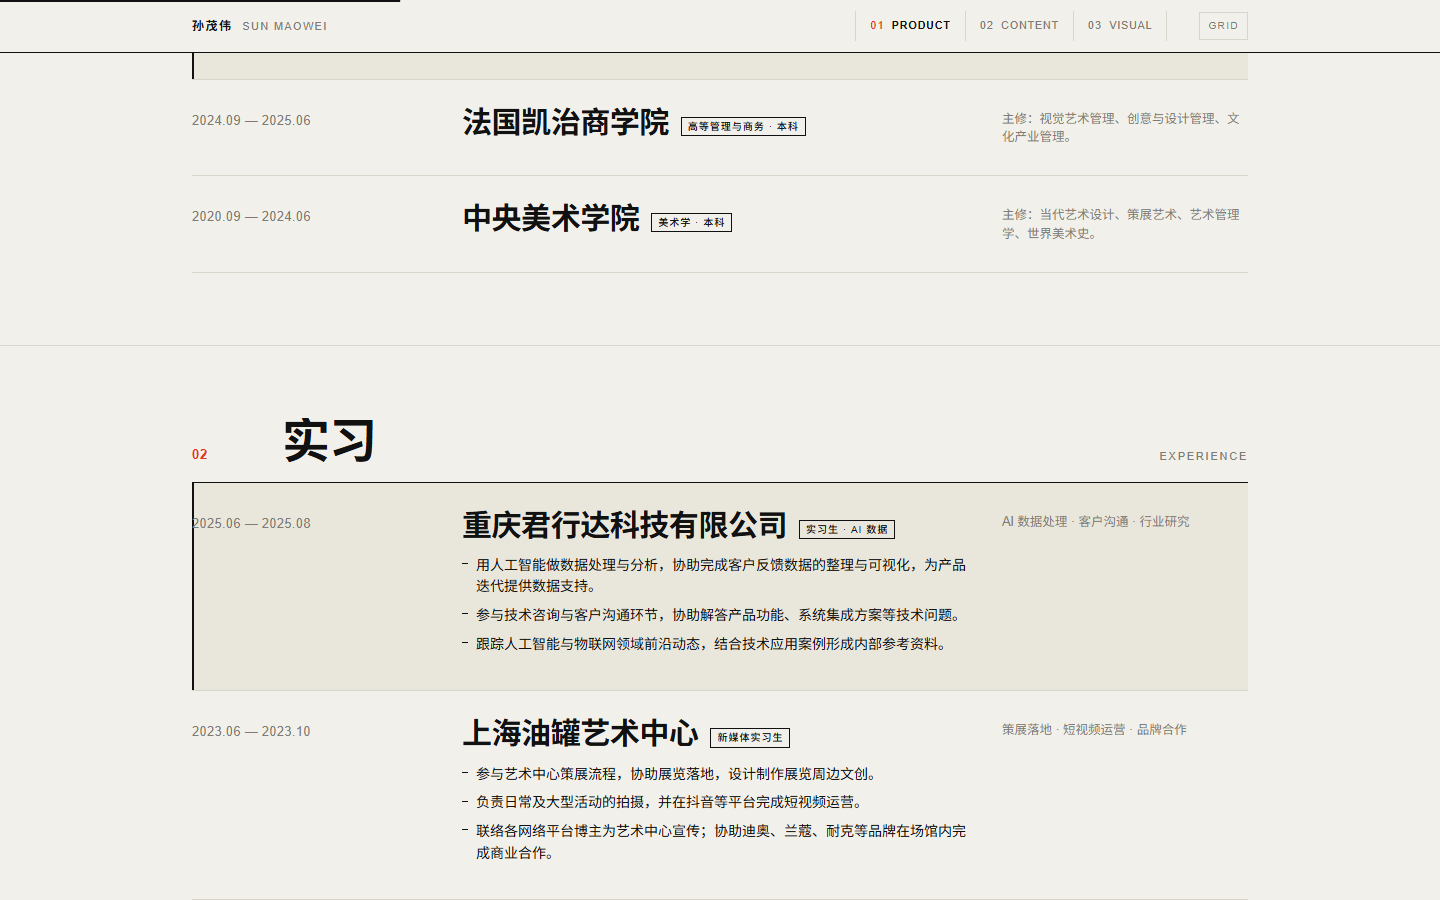 孙茂伟 SUN MAOWEI
01 PRODUCT
02 CONTENT
03 VISUAL
GRID
2024.09 — 2025.06
法国凯治商学院
高等管理与商务 · 本科
主修：视觉艺术管理、创意与设计管理、文
化产业管理。
2020.09 — 2024.06
中央美术学院
美术学 · 本科
主修：当代艺术设计、策展艺术、艺术管理
学、世界美术史。
02
实习
EXPERIENCE
2025.06 — 2025.08
重庆君行达科技有限公司
实习生 · AI 数据
AI 数据处理 · 客户沟通 · 行业研究
– 用人工智能做数据处理与分析，协助完成客户反馈数据的整理与可视化，为产品
迭代提供数据支持。
– 参与技术咨询与客户沟通环节，协助解答产品功能、系统集成方案等技术问题。
– 跟踪人工智能与物联网领域前沿动态，结合技术应用案例形成内部参考资料。
2023.06 — 2023.10
上海油罐艺术中心
新媒体实习生
策展落地 · 短视频运营 · 品牌合作
– 参与艺术中心策展流程，协助展览落地，设计制作展览周边文创。
– 负责日常及大型活动的拍摄，并在抖音等平台完成短视频运营。
– 联络各网络平台博主为艺术中心宣传；协助迪奥、兰蔻、耐克等品牌在场馆内完
成商业合作。